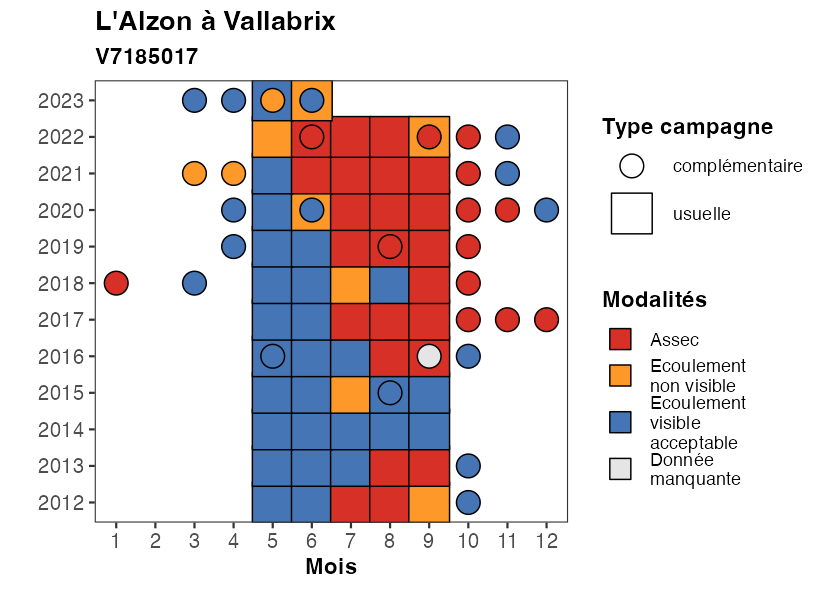 L'Alzon à Vallabrix
V7185017
2023
2022
2021
2020
2019
2018
2017
2016
2015
2014
2013
2012
1 2 3 4 5 6 7 8 9 10 11 12
Mois
Type campagne
complémentaire
usuelle
Modalités
Assec
Ecoulement
non visible
Ecoulement
visible
acceptable
Donnée
manquante